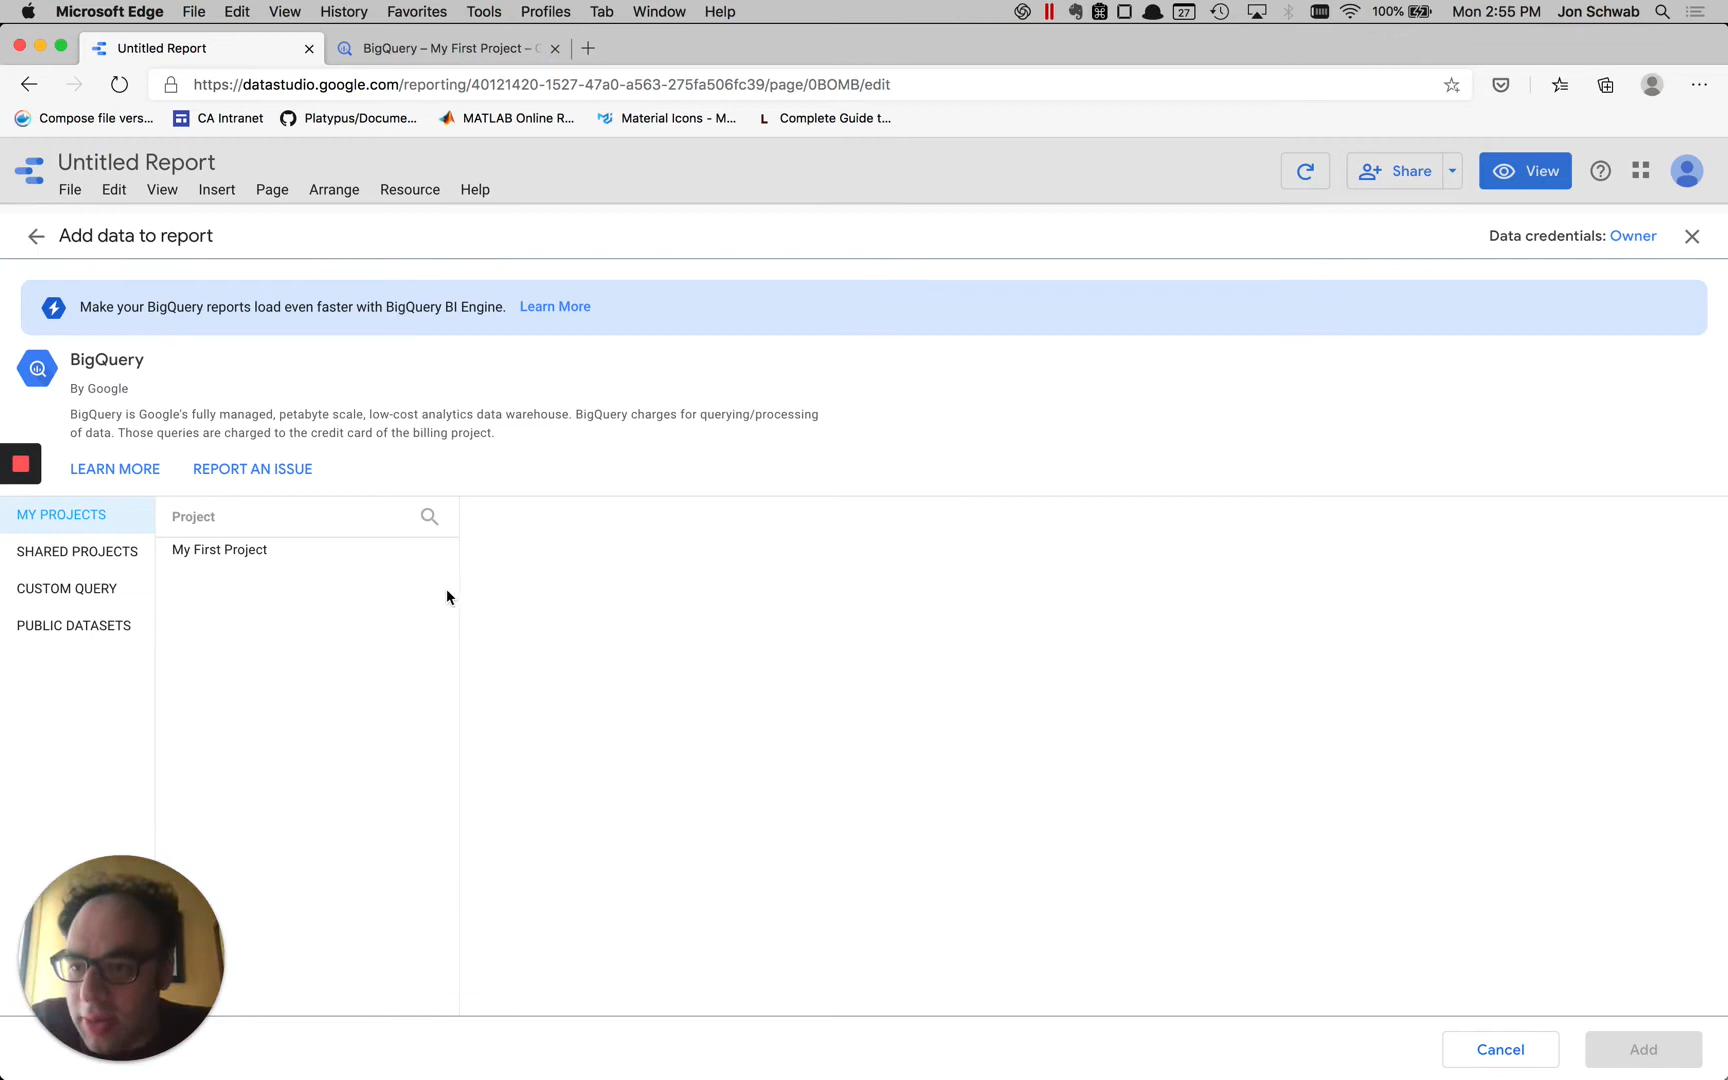 Microsoft Edge File Edit View History Favorites Tools Profiles Tab Window Help 27 100% Mon 2:55 PM Jon Schwab
Untitled Report BigQuery – My First Project –
https://datastudio.google.com/reporting/40121420-1527-47a0-a563-275fa506fc39/page/0BOMB/edit
Compose file vers... CA Intranet Platypus/Docume... MATLAB Online R... Material Icons - M... L Complete Guide t...
Untitled Report
File Edit View Insert Page Arrange Resource Help
Share View
Add data to report Data credentials: Owner
Make your BigQuery reports load even faster with BigQuery BI Engine. Learn More
BigQuery
By Google
BigQuery is Google's fully managed, petabyte scale, low-cost analytics data warehouse. BigQuery charges for querying/processing
of data. Those queries are charged to the credit card of the billing project.
LEARN MORE REPORT AN ISSUE
MY PROJECTS Project
SHARED PROJECTS My First Project
CUSTOM QUERY
PUBLIC DATASETS
Cancel Add